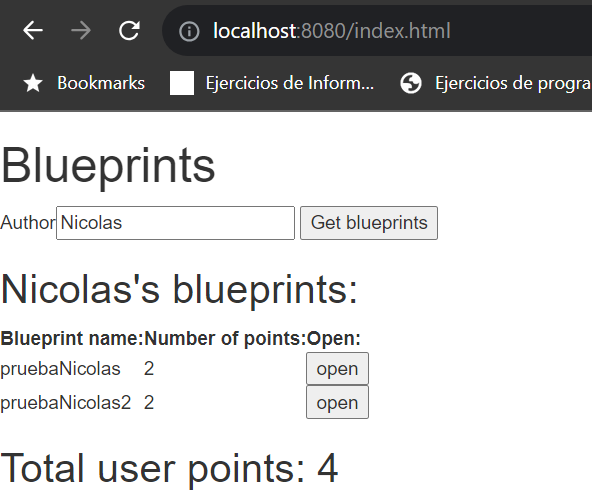 localhost:8080/index.html
Bookmarks Ejercicios de Inform... Ejercicios de progra
Blueprints
Author Nicolas Get blueprints
Nicolas's blueprints:
Blueprint name: Number of points: Open:
pruebaNicolas 2 open
pruebaNicolas2 2 open
Total user points: 4